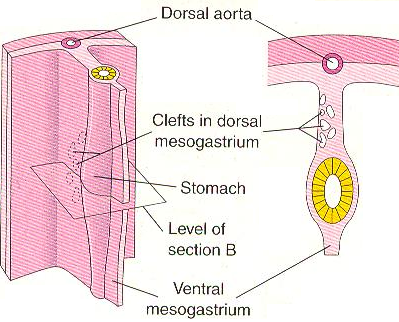 Dorsal aorta
Clefts in dorsal
mesogastrium
Stomach
Level of
section B
Ventral
mesogastrium